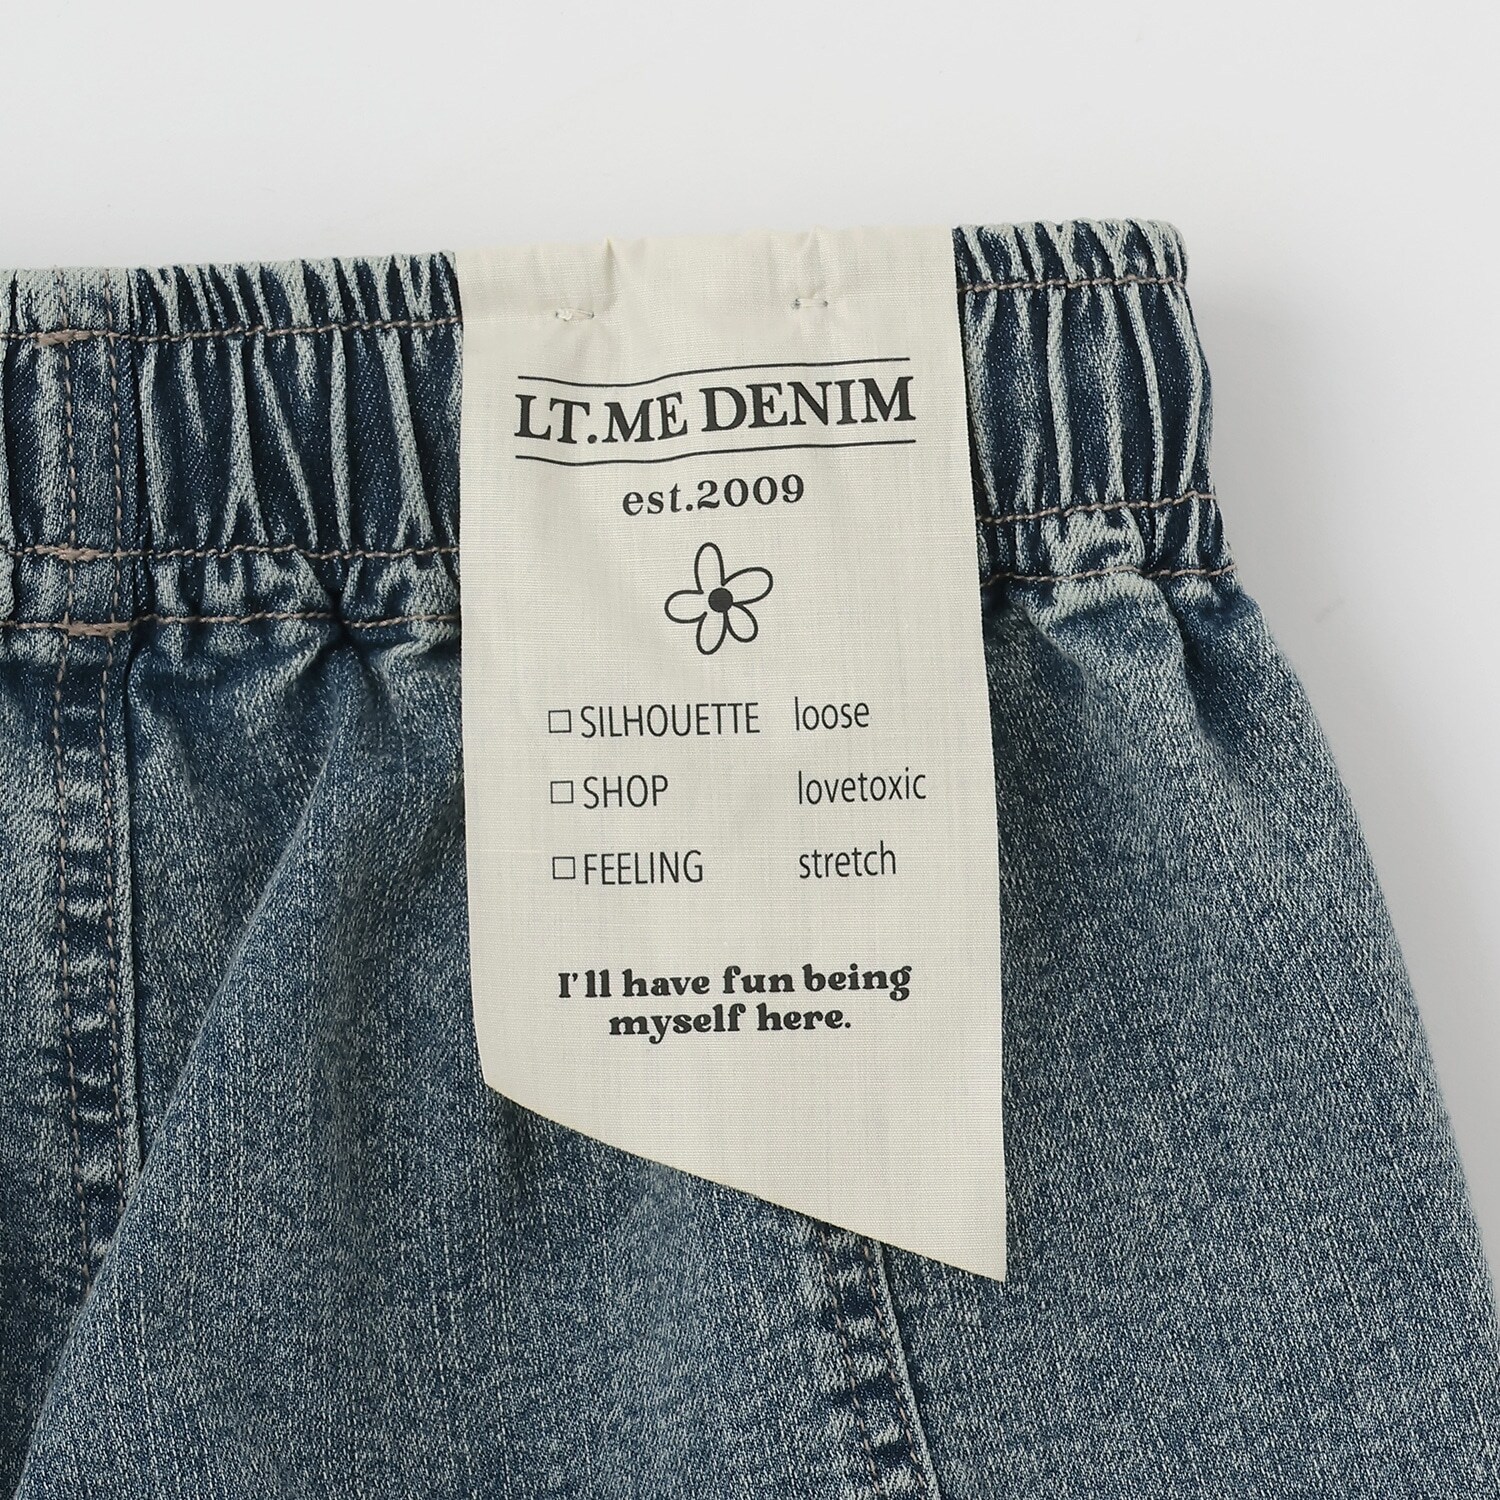 LT.ME DENIM
est.2009
SILHOUETTE loose
SHOP lovetoxic
FEELING stretch
I'll have fun being
myself here.